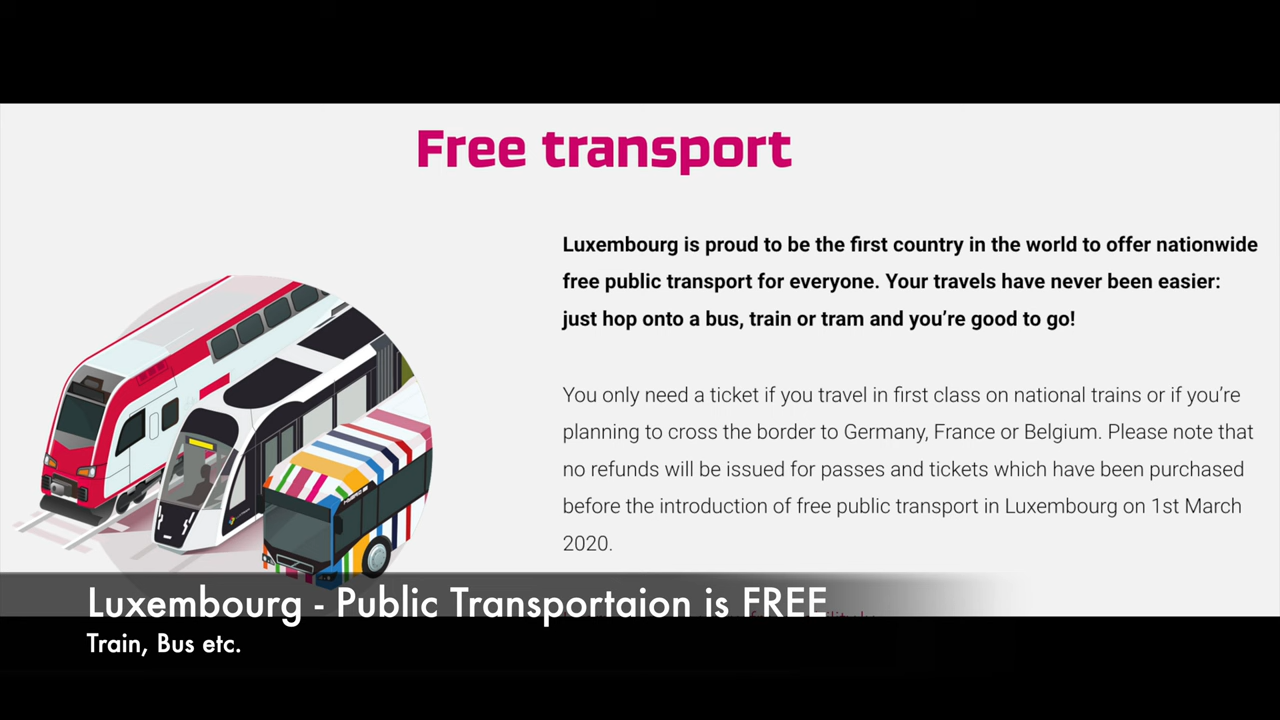 Free transport
Luxembourg is proud to be the first country in the world to offer nationwide
free public transport for everyone. Your travels have never been easier:
just hop onto a bus, train or tram and you’re good to go!
You only need a ticket if you travel in first class on national trains or if you’re
planning to cross the border to Germany, France or Belgium. Please note that
no refunds will be issued for passes and tickets which have been purchased
before the introduction of free public transport in Luxembourg on 1st March
2020.
Luxembourg - Public Transportaion is FREE
Train, Bus etc.